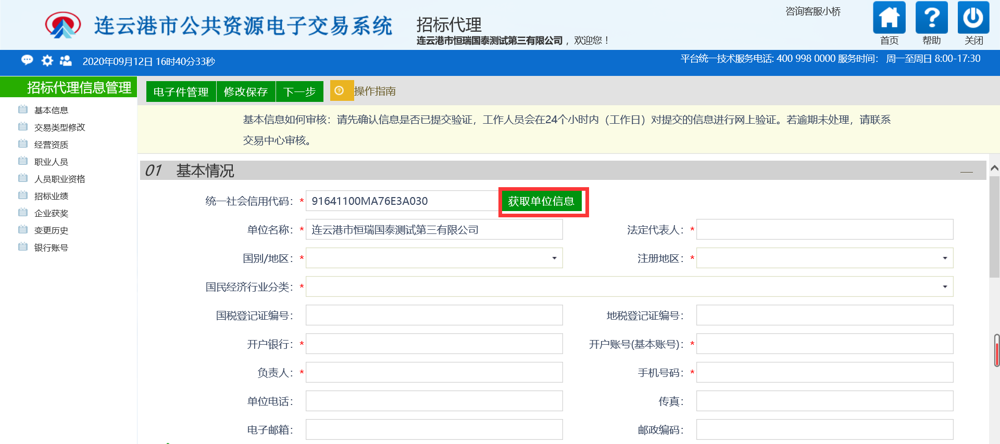 连云港市公共资源电子交易系统
招标代理
连云港市恒瑞国泰测试第三有限公司 ，欢迎您！
咨询客服小桥
首页
帮助
关闭
2020年09月12日 16时40分33秒
平台统一技术服务电话: 400 998 0000 服务时间： 周一至周日 8:00-17:30
招标代理信息管理
基本信息
交易类型修改
经营资质
职业人员
人员职业资格
招标业绩
企业获奖
变更历史
银行账号
电子件管理 修改保存 下一步 操作指南
基本信息如何审核：请先确认信息是否已提交验证，工作人员会在24个小时内（工作日）对提交的信息进行网上验证。若逾期未处理，请联系
交易中心审核。
01 基本情况
统一社会信用代码：* 91641100MA76E3A030 获取单位信息
单位名称：* 连云港市恒瑞国泰测试第三有限公司 法定代表人：*
国别/地区：* 注册地区：*
国民经济行业分类：*
国税登记证编号： 地税登记证编号：
开户银行：* 开户账号(基本账号)：*
负责人：* 手机号码：*
单位电话： 传真：
电子邮箱： 邮政编码：